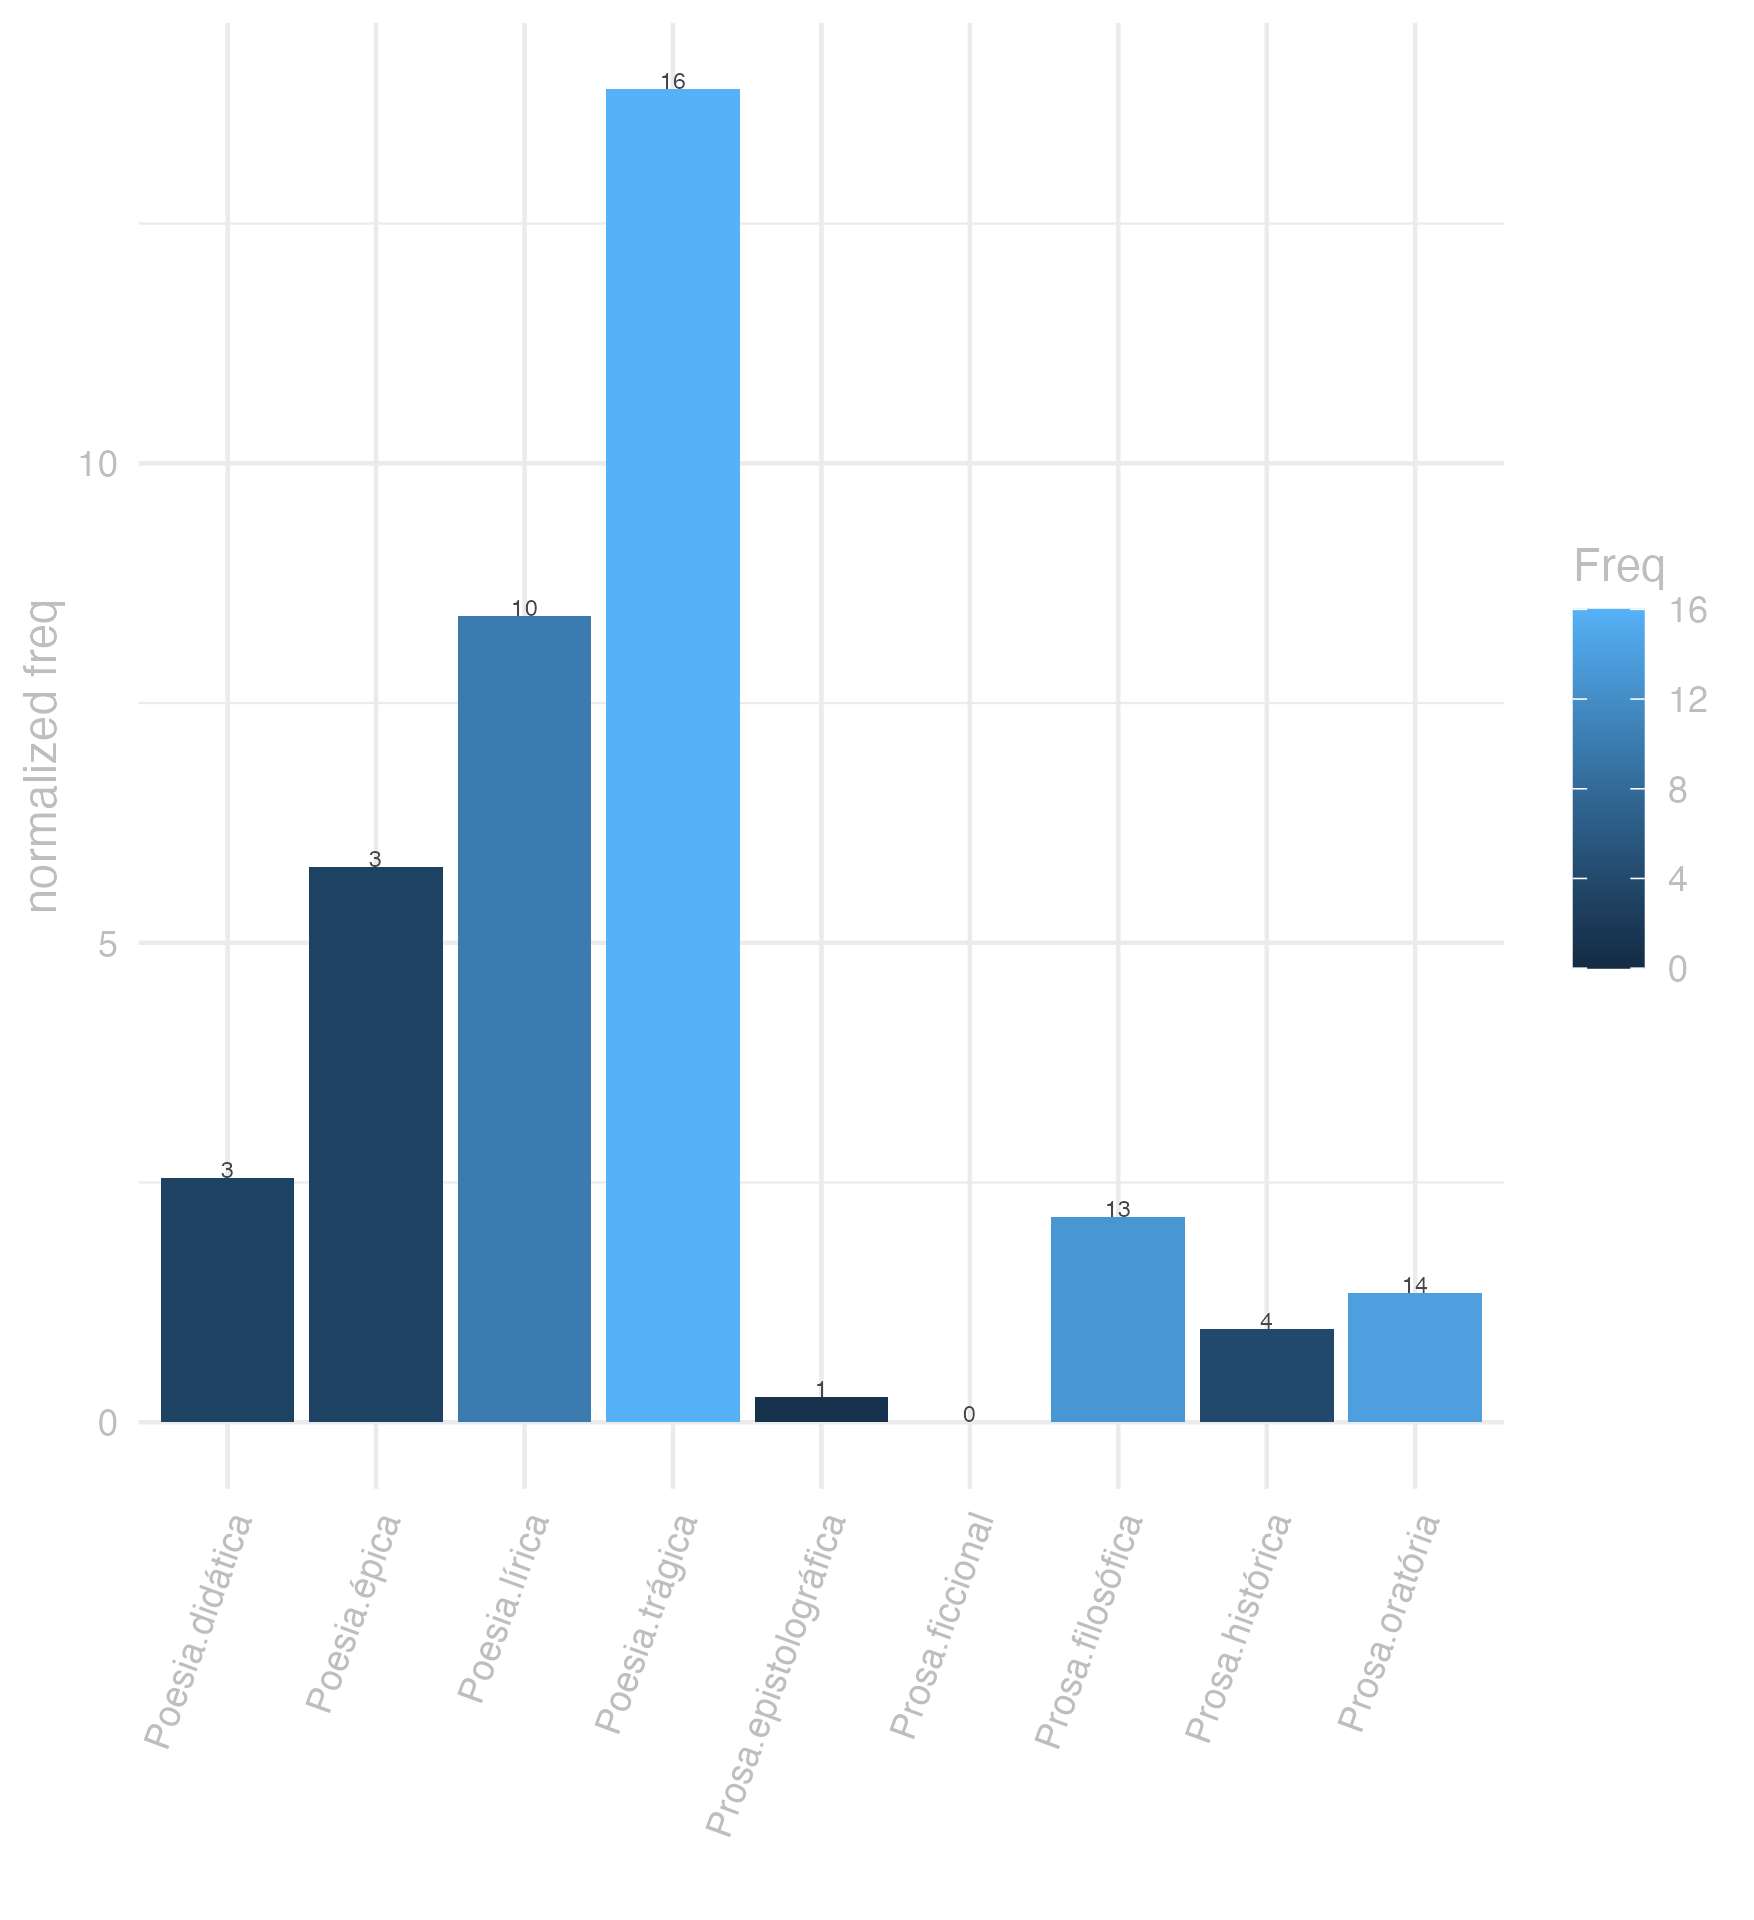 normalized freq
10
5
0
16
10
3
3
1
0
13
4
14
Poesia.didática
Poesia.épica
Poesia.lírica
Poesia.trágica
Prosa.epistolográfica
Prosa.ficcional
Prosa.filosófica
Prosa.histórica
Prosa.oratória
Freq
16
12
8
4
0